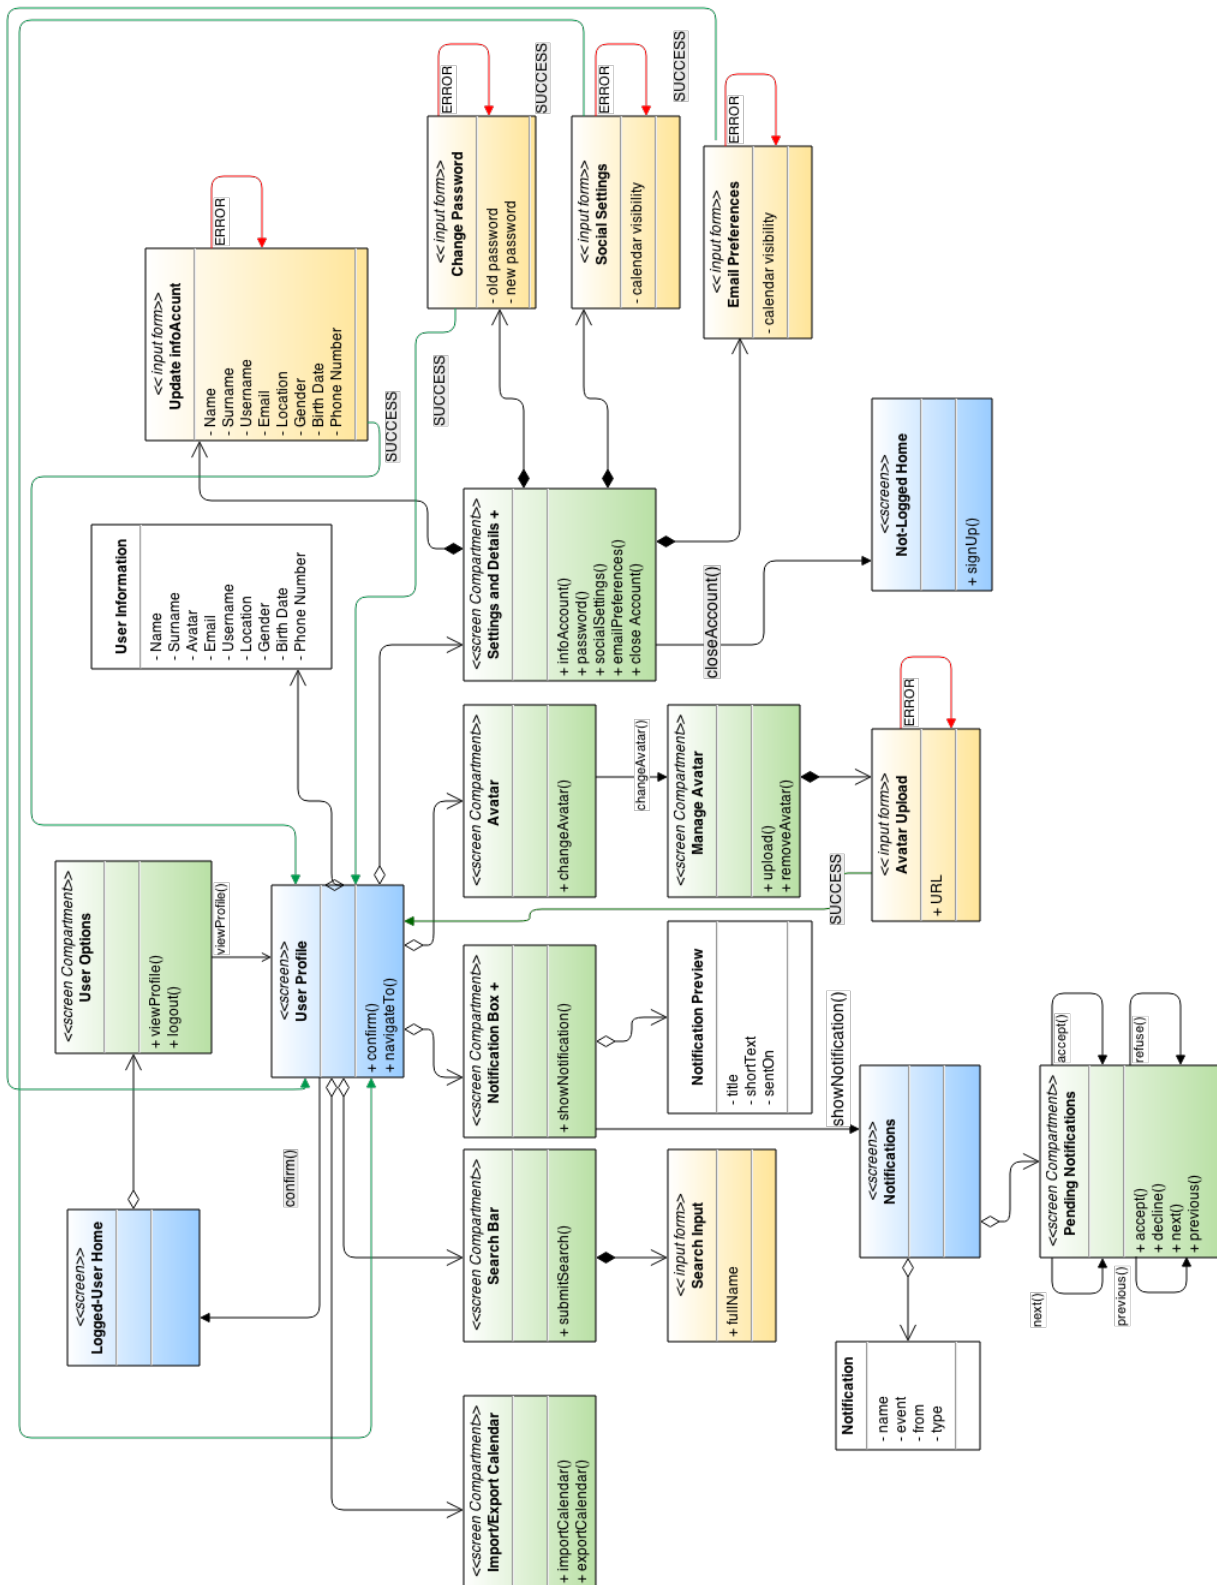 <<screen>>
Logged-User Home
<<screen Compartment>>
User Options
+ viewProfile()
+ logout()
viewProfile()
User Information
- Name
- Surname
- Avatar
- Email
- Username
- Location
- Gender
- Birth Date
- Phone Number
<< input form>>
Update infoAccunt
- Name
- Surname
- Username
- Email
- Location
- Gender
- Birth Date
- Phone Number
ERROR
SUCCESS
confirm()
<<screen>>
User Profile
+ confirm()
+ navigateTo()
SUCCESS
<< input form>>
Change Password
- old password
- new password
ERROR
SUCCESS
<<screen Compartment>>
Import/Export Calendar
+ importCalendar()
+ exportCalendar()
<<screen Compartment>>
Search Bar
+ submitSearch()
<<screen Compartment>>
Notification Box +
+ showNotification()
<<screen Compartment>>
Avatar
+ changeAvatar()
changeAvatar()
<<screen Compartment>>
Settings and Details +
+ infoAccount()
+ password()
+ socialSettings()
+ emailPreferences()
+ close Account()
closeAccount()
<< input form>>
Social Settings
- calendar visibility
ERROR
SUCCESS
<< input form>>
Email Preferences
- calendar visibility
ERROR
<< input form>>
Search Input
+ fullName
Notification Preview
- title
- shortText
- sentOn
showNotification()
<<screen Compartment>>
Manage Avatar
+ upload()
+ removeAvatar()
SUCCESS
<< input form>>
Avatar Upload
+ URL
ERROR
<<screen>>
Not-Logged Home
+ signUp()
Notification
- name
- event
- from
- type
<<screen>>
Notifications
<<screen Compartment>>
Pending Notifications
+ accept()
+ decline()
+ next()
+ previous()
next()
previous()
accept()
refuse()